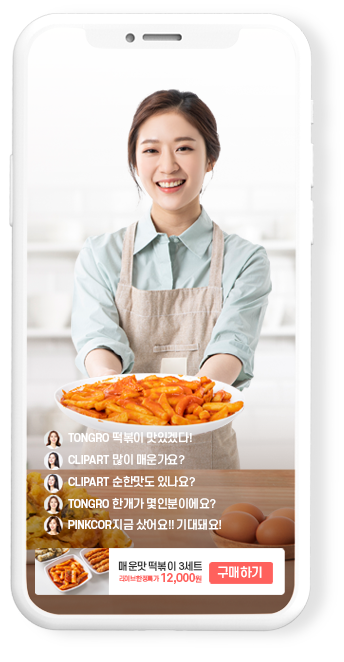 TONGRO 떡볶이 맛있겠다!
CLIPART 많이 매운가요?
CLIPART 순한맛도 있나요?
TONGRO 한개가 몇인분이에요?
PINKCOR지금 샀어요!! 기대돼요!
매운맛 떡볶이 3세트
라이브한정특가 12,000원
구매하기